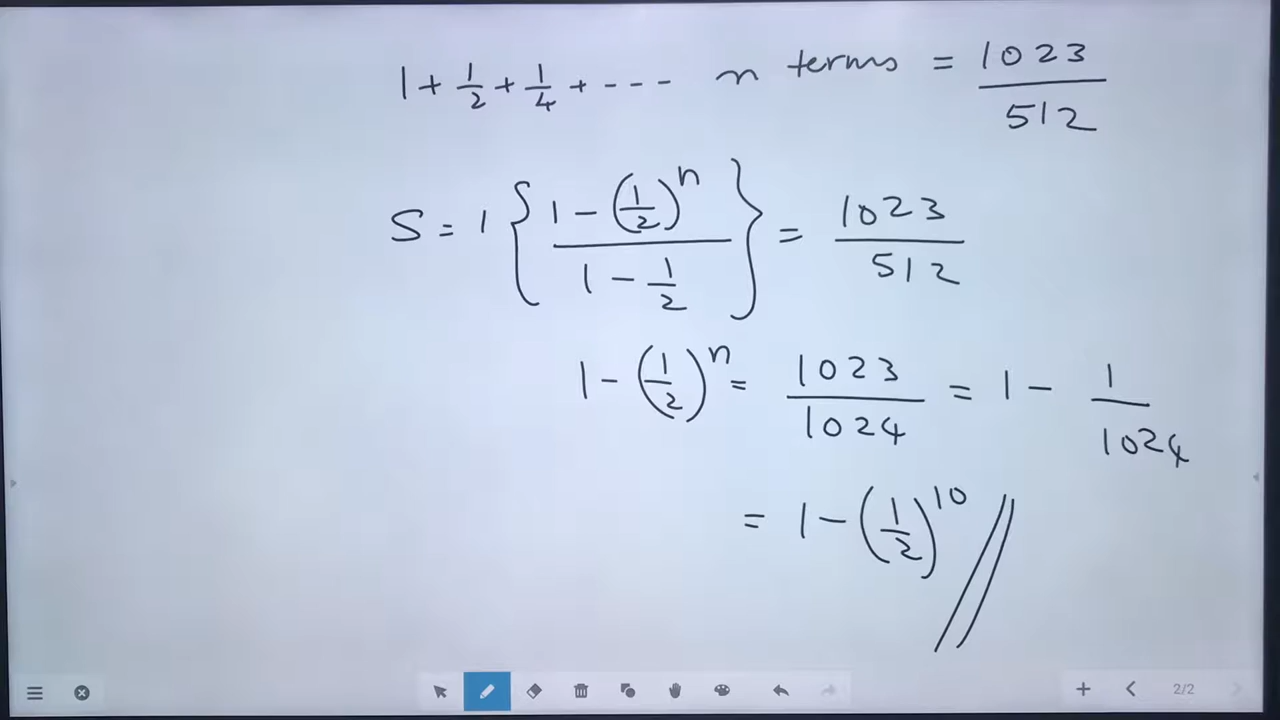 1 + 1/2 + 1/4 + --- n terms = 1023/512
S = 1 { (1 - (1/2)^n) / (1 - 1/2) } = 1023/512
1 - (1/2)^n = 1023/1024 = 1 - 1/1024
= 1 - (1/2)^10 //
2/2